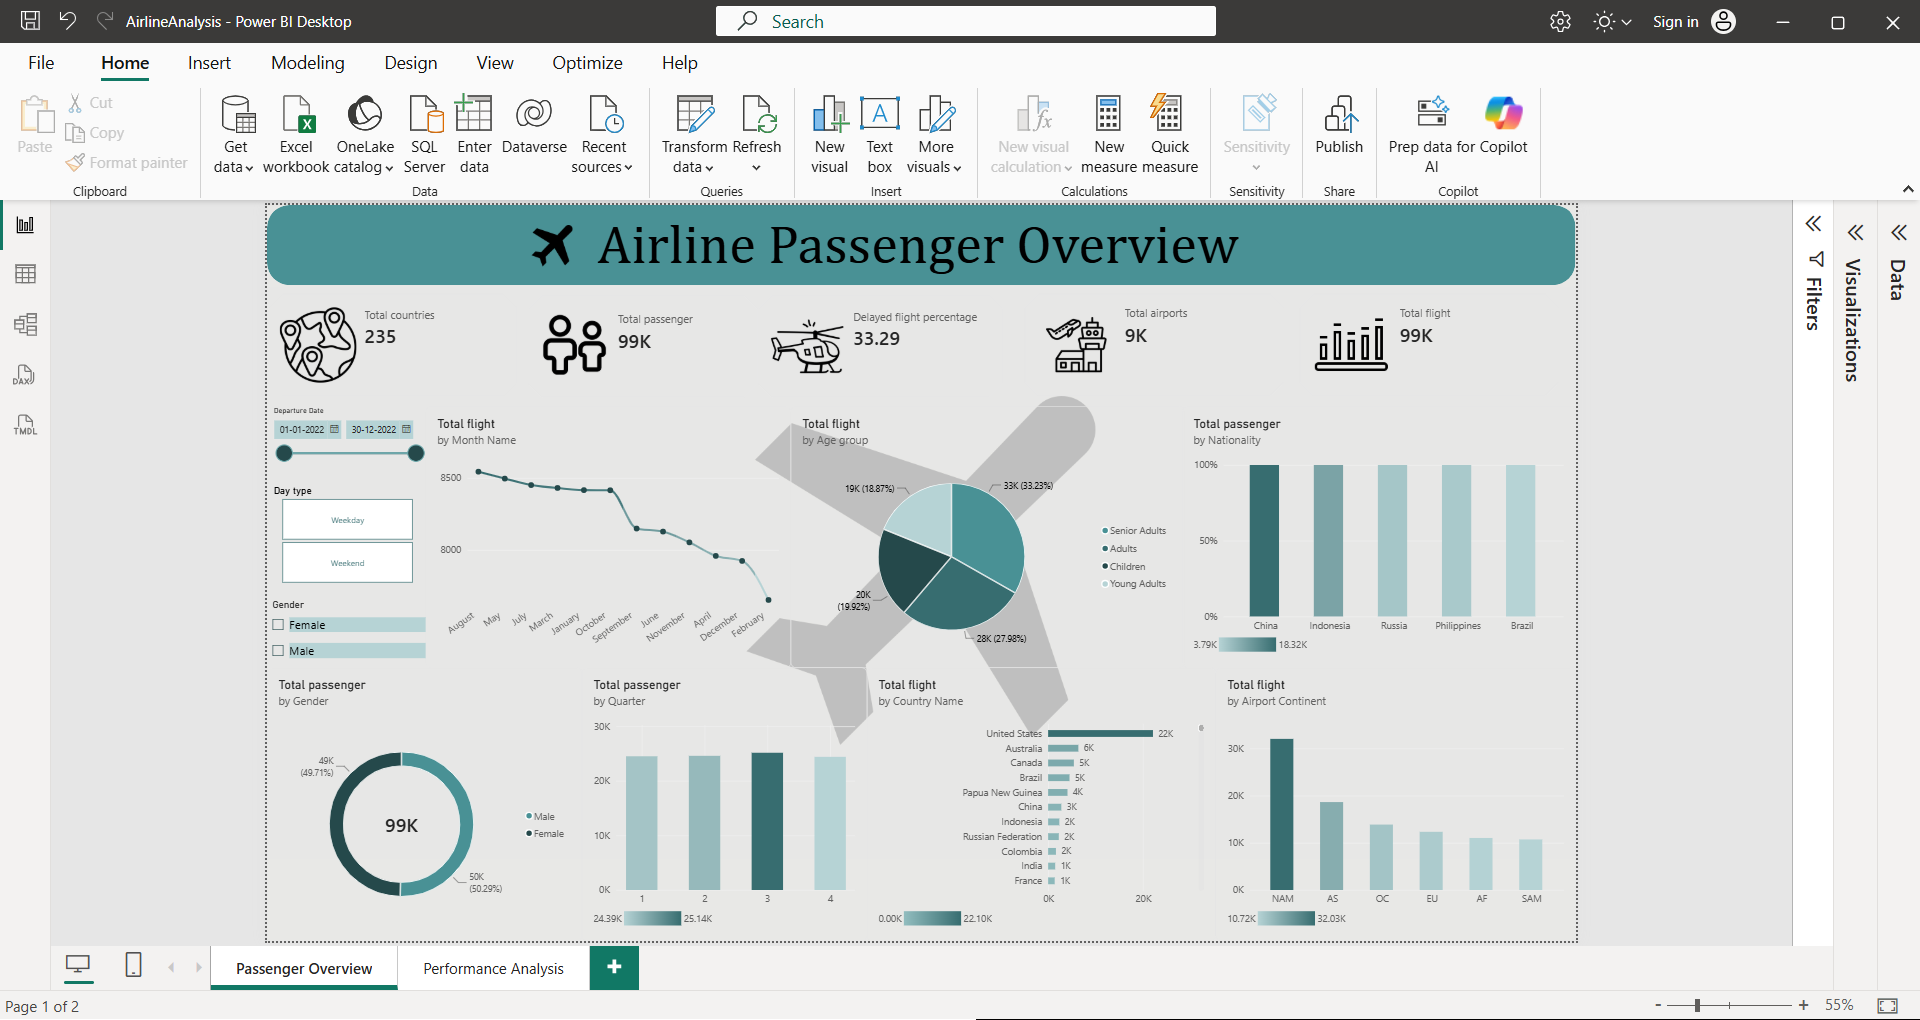 AirlineAnalysis - Power BI Desktop
Search
Sign in
File Home Insert Modeling Design View Optimize Help
Paste
Cut
Copy
Format painter
Clipboard
Get data
Excel workbook
OneLake catalog
SQL Server
Enter data
Dataverse
Recent sources
Data
Transform data
Refresh
Queries
New visual
Text box
More visuals
Insert
New visual calculation
New measure
Quick measure
Calculations
Sensitivity
Sensitivity
Publish
Share
Prep data for AI
Copilot
Copilot
DAX
TMDL
Filters
Visualizations
Data
Airline Passenger Overview
Total countries
235
Total passenger
99K
Delayed flight percentage
33.29
Total airports
9K
Total flight
99K
Departure Date
01-01-2022 30-12-2022
Day type
Weekday
Weekend
Gender
Female
Male
Total flight
by Month Name
8500
8000
August May July March January October September June November April December February
Total flight
by Age group
19K (18.87%)
33K (33.23%)
20K
(19.92%)
28K (27.98%)
Senior Adults
Adults
Children
Young Adults
Total passenger
by Nationality
100%
50%
0%
China Indonesia Russia Philippines Brazil
3.79K 18.32K
Total passenger
by Gender
49K
(49.71%)
99K
50K
(50.29%)
Male
Female
Total passenger
by Quarter
30K
20K
10K
0K
1 2 3 4
24.39K 25.14K
Total flight
by Country Name
United States 22K
Australia 6K
Canada 5K
Brazil 5K
Papua New Guinea 4K
China 3K
Indonesia 2K
Russian Federation 2K
Colombia 2K
India 1K
France 1K
0K 20K
0.00K 22.10K
Total flight
by Airport Continent
30K
20K
10K
0K
NAM AS OC EU AF SAM
10.72K 32.03K
Passenger Overview
Performance Analysis
+
Page 1 of 2
- + 55%